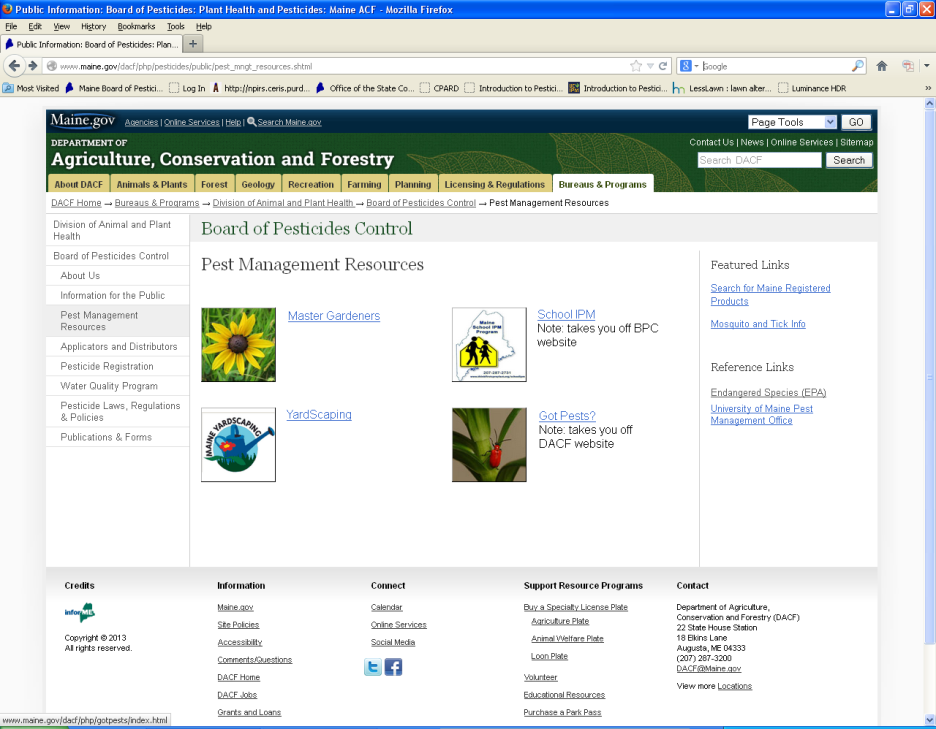 Public Information: Board of Pesticides: Plant Health and Pesticides: Maine ACF - Mozilla Firefox
File Edit View History Bookmarks Tools Help
Public Information: Board of Pesticides: Plan...
www.maine.gov/dacf/php/pesticides/public/pest_mngt_resources.shtml
Google
Most Visited Maine Board of Pestici... Log In http://npirs.ceris.purd... Office of the State Co... CPARD Introduction to Pestici... Introduction to Pestici... LessLawn : lawn alter... Luminance HDR
Maine.gov Agencies | Online Services | Help | Search Maine.gov
Page Tools GO
DEPARTMENT OF
Agriculture, Conservation and Forestry
Contact Us | News | Online Services | Sitemap
Search DACF Search
About DACF Animals & Plants Forest Geology Recreation Farming Planning Licensing & Regulations Bureaus & Programs
DACF Home → Bureaus & Programs → Division of Animal and Plant Health → Board of Pesticides Control → Pest Management Resources
Division of Animal and Plant
Health
Board of Pesticides Control
About Us
Information for the Public
Pest Management
Resources
Applicators and Distributors
Pesticide Registration
Water Quality Program
Pesticide Laws, Regulations
& Policies
Publications & Forms
Board of Pesticides Control
Pest Management Resources
Master Gardeners
Maine
School IPM
Program
207-287-2731
School IPM
Note: takes you off BPC
website
MAINE YARDSCAPING
YardScaping
Got Pests?
Note: takes you off
DACF website
Featured Links
Search for Maine Registered
Products
Mosquito and Tick Info
Reference Links
Endangered Species (EPA)
University of Maine Pest
Management Office
Credits
inforME
Copyright © 2013
All rights reserved.
Information
Maine.gov
Site Policies
Accessibility
Comments/Questions
DACF Home
DACF Jobs
Grants and Loans
Connect
Calendar
Online Services
Social Media
Support Resource Programs
Buy a Specialty License Plate
Agriculture Plate
Animal Welfare Plate
Loon Plate
Volunteer
Educational Resources
Purchase a Park Pass
Contact
Department of Agriculture,
Conservation and Forestry (DACF)
22 State House Station
18 Elkins Lane
Augusta, ME 04333
(207) 287-3200
DACF@Maine.gov
View more Locations
www.maine.gov/dacf/php/gotpests/index.html